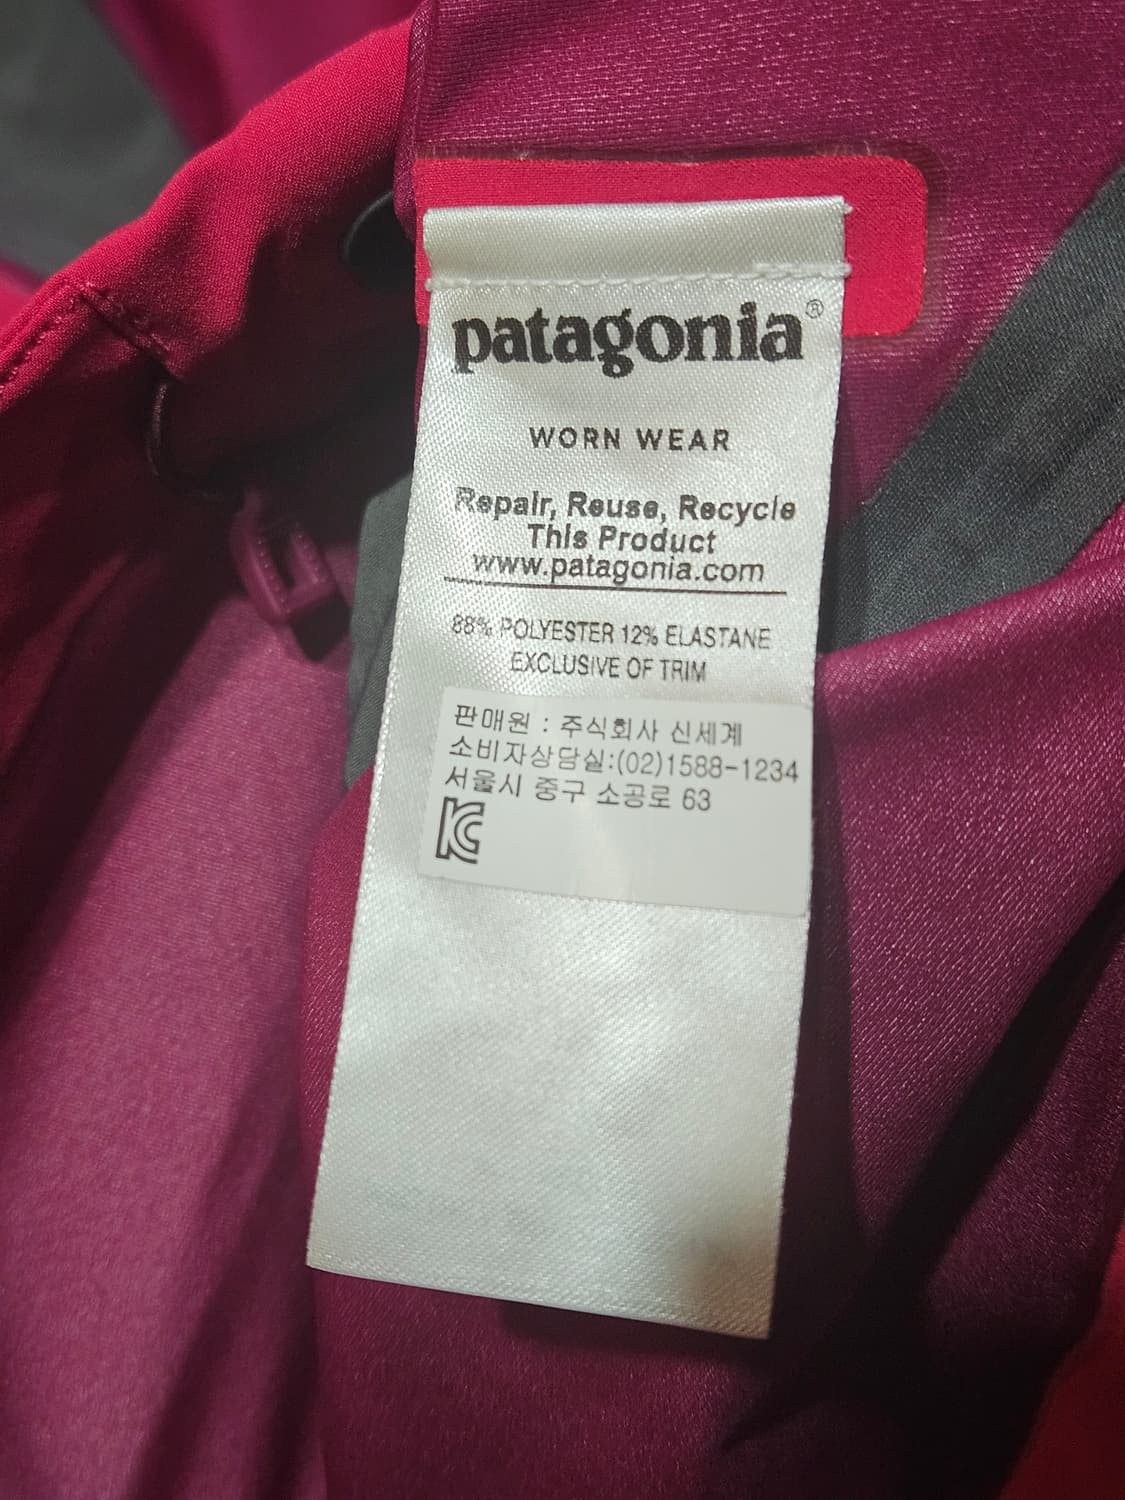 patagonia®
WORN WEAR
Repair, Reuse, Recycle
This Product
www.patagonia.com
88% POLYESTER 12% ELASTANE
EXCLUSIVE OF TRIM
판매원 : 주식회사 신세계
소비자상담실:(02)1588-1234
서울시 중구 소공로 63
KC